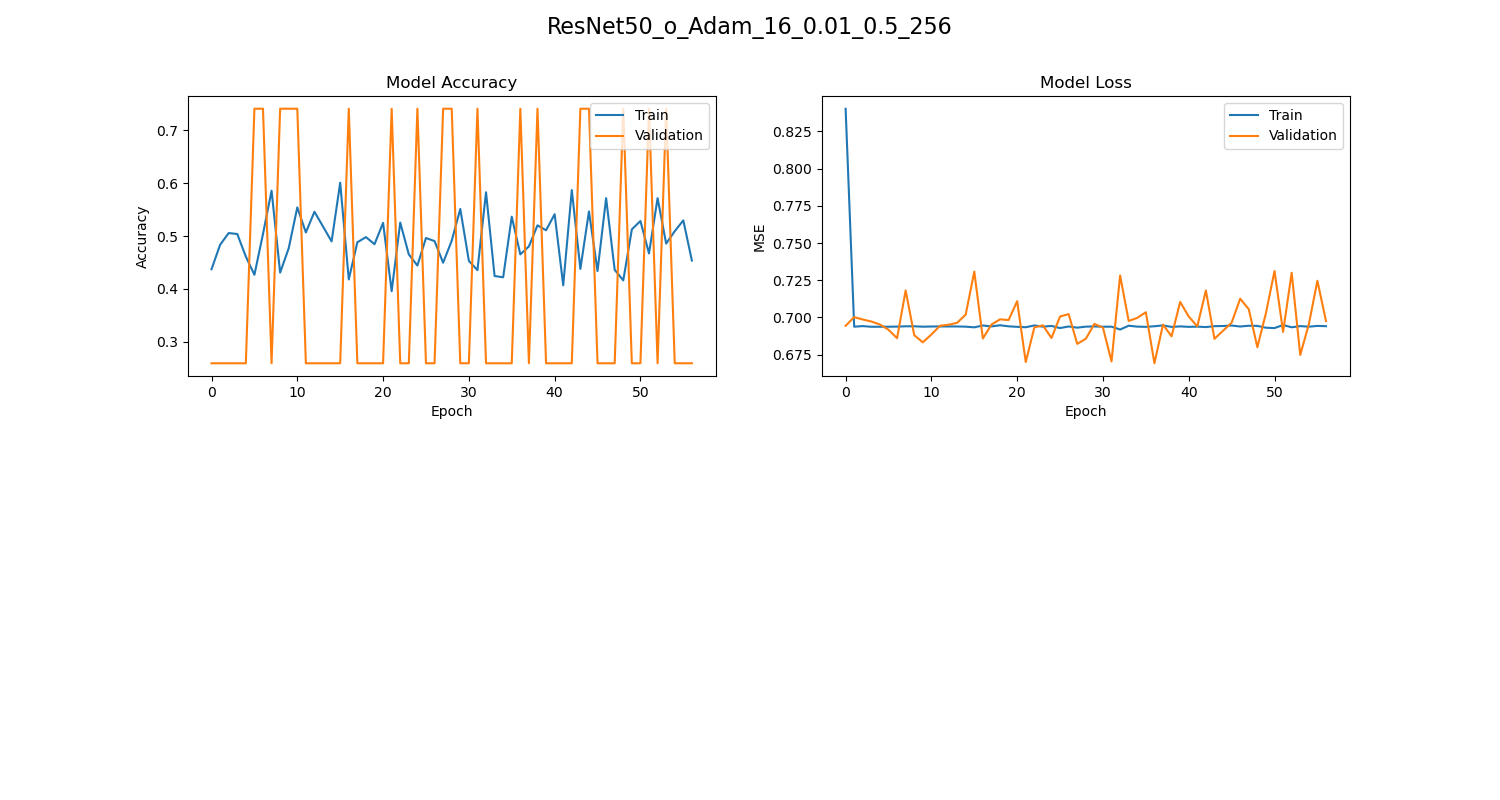 ResNet50_o_Adam_16_0.01_0.5_256
Model Accuracy
Train
Validation
0.7
0.6
0.5
0.4
0.3
Accuracy
0 10 20 30 40 50
Epoch
Model Loss
Train
Validation
0.825
0.800
0.775
0.750
0.725
0.700
0.675
MSE
0 10 20 30 40 50
Epoch